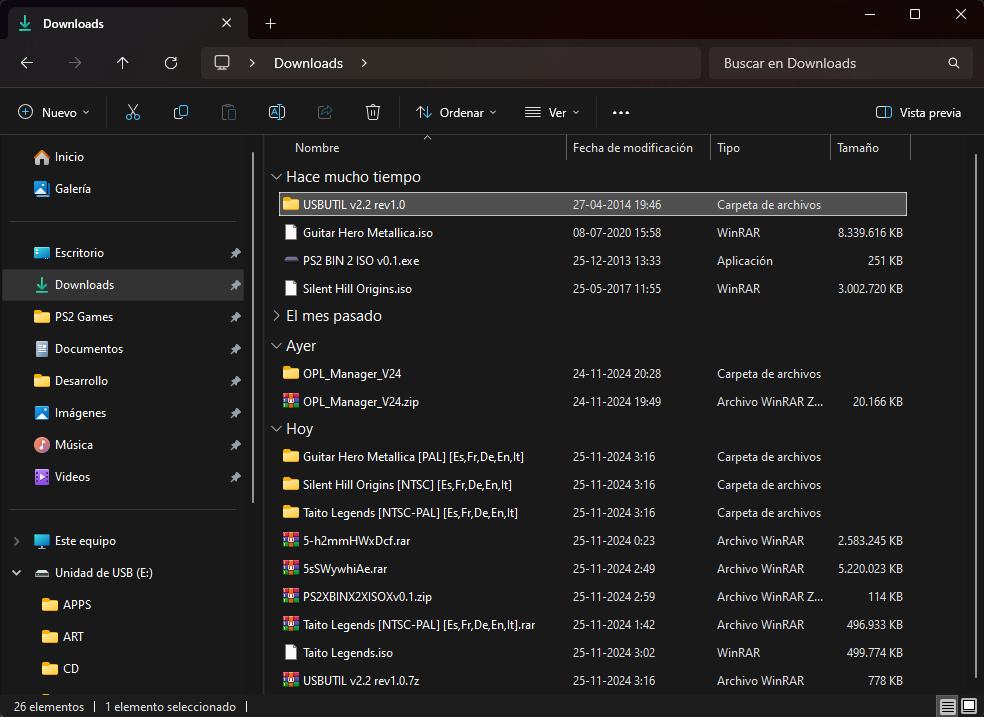 Downloads
Downloads
Buscar en Downloads
Nuevo
Ordenar
Ver
Vista previa
Inicio
Galería
Escritorio
Downloads
PS2 Games
Documentos
Desarrollo
Imágenes
Música
Videos
Este equipo
Unidad de USB (E:)
APPS
ART
CD
Nombre Fecha de modificación Tipo Tamaño
Hace mucho tiempo
USBUTIL v2.2 rev1.0 27-04-2014 19:46 Carpeta de archivos
Guitar Hero Metallica.iso 08-07-2020 15:58 WinRAR 8.339.616 KB
PS2 BIN 2 ISO v0.1.exe 25-12-2013 13:33 Aplicación 251 KB
Silent Hill Origins.iso 25-05-2017 11:55 WinRAR 3.002.720 KB
El mes pasado
Ayer
OPL_Manager_V24 24-11-2024 20:28 Carpeta de archivos
OPL_Manager_V24.zip 24-11-2024 19:49 Archivo WinRAR Z... 20.166 KB
Hoy
Guitar Hero Metallica [PAL] [Es,Fr,De,En,It] 25-11-2024 3:16 Carpeta de archivos
Silent Hill Origins [NTSC] [Es,Fr,De,En,It] 25-11-2024 3:16 Carpeta de archivos
Taito Legends [NTSC-PAL] [Es,Fr,De,En,It] 25-11-2024 3:16 Carpeta de archivos
5-h2mmHWxDcf.rar 25-11-2024 0:23 Archivo WinRAR 2.583.245 KB
5sSWywhiAe.rar 25-11-2024 2:49 Archivo WinRAR 5.220.023 KB
PS2XBINX2XISOXv0.1.zip 25-11-2024 2:59 Archivo WinRAR Z... 114 KB
Taito Legends [NTSC-PAL] [Es,Fr,De,En,It].rar 25-11-2024 1:42 Archivo WinRAR 496.933 KB
Taito Legends.iso 25-11-2024 3:02 WinRAR 499.774 KB
USBUTIL v2.2 rev1.0.7z 25-11-2024 3:16 Archivo WinRAR 778 KB
26 elementos 1 elemento seleccionado